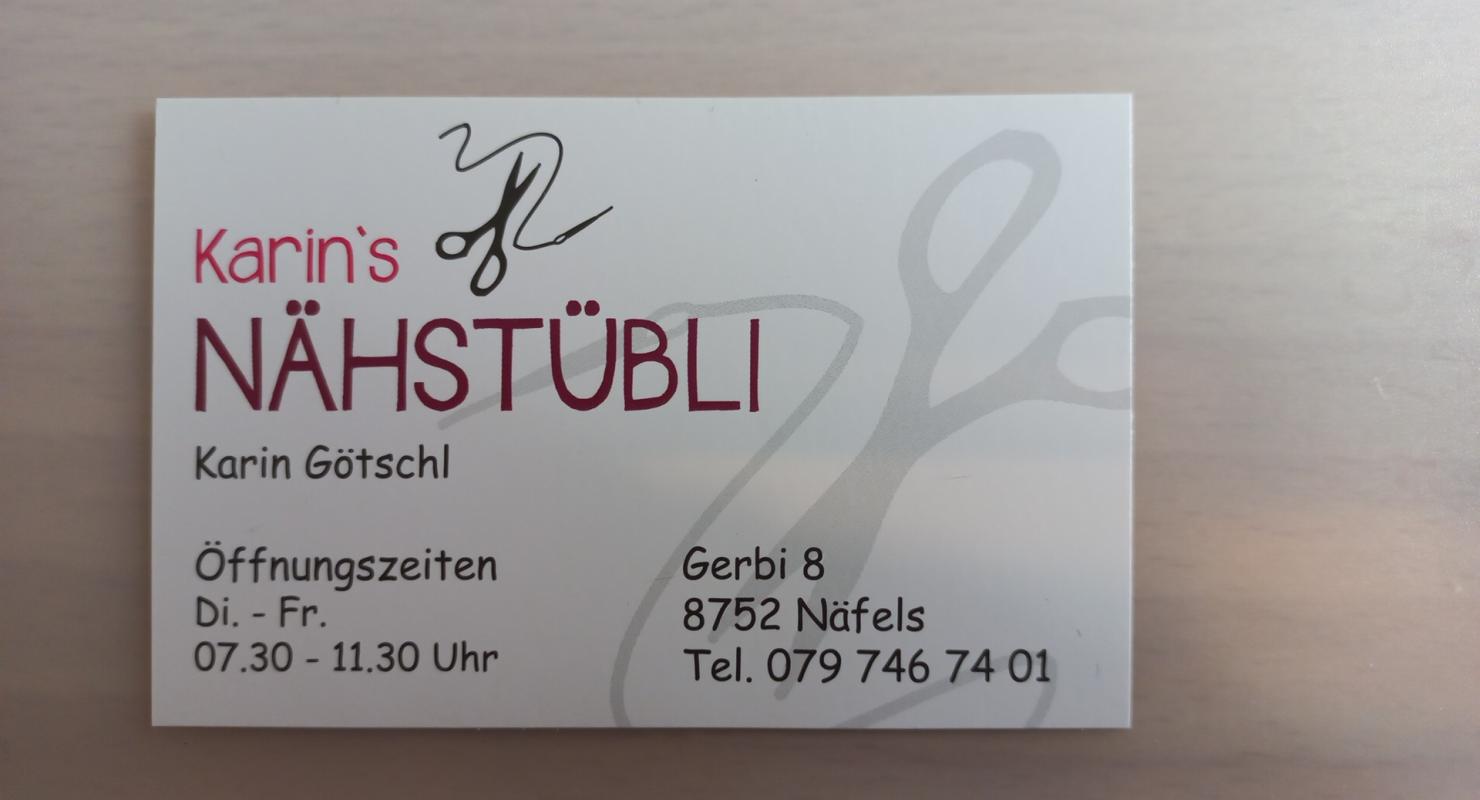 Karin`s
NÄHSTÜBLI
Karin Götschl
Öffnungszeiten
Di. - Fr.
07.30 - 11.30 Uhr
Gerbi 8
8752 Näfels
Tel. 079 746 74 01